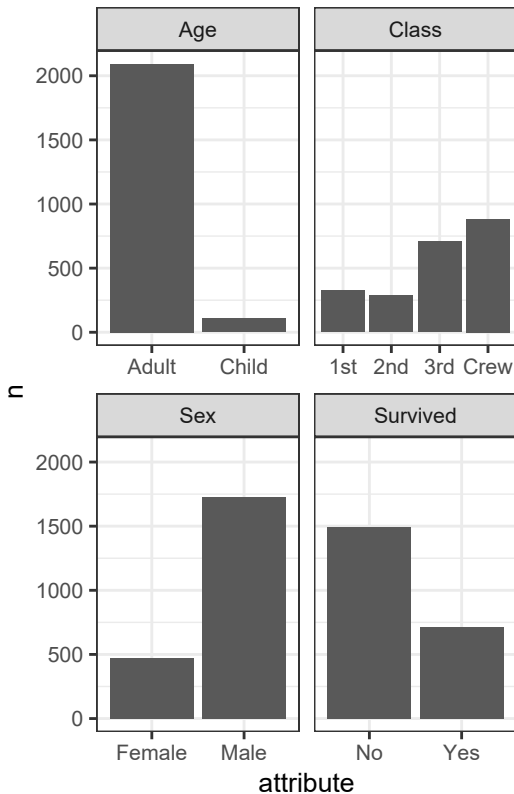 Age
Class
2000
1500
1000
500
0
Adult Child
1st 2nd 3rd Crew
n
Sex
Survived
2000
1500
1000
500
0
Female Male
No Yes
attribute